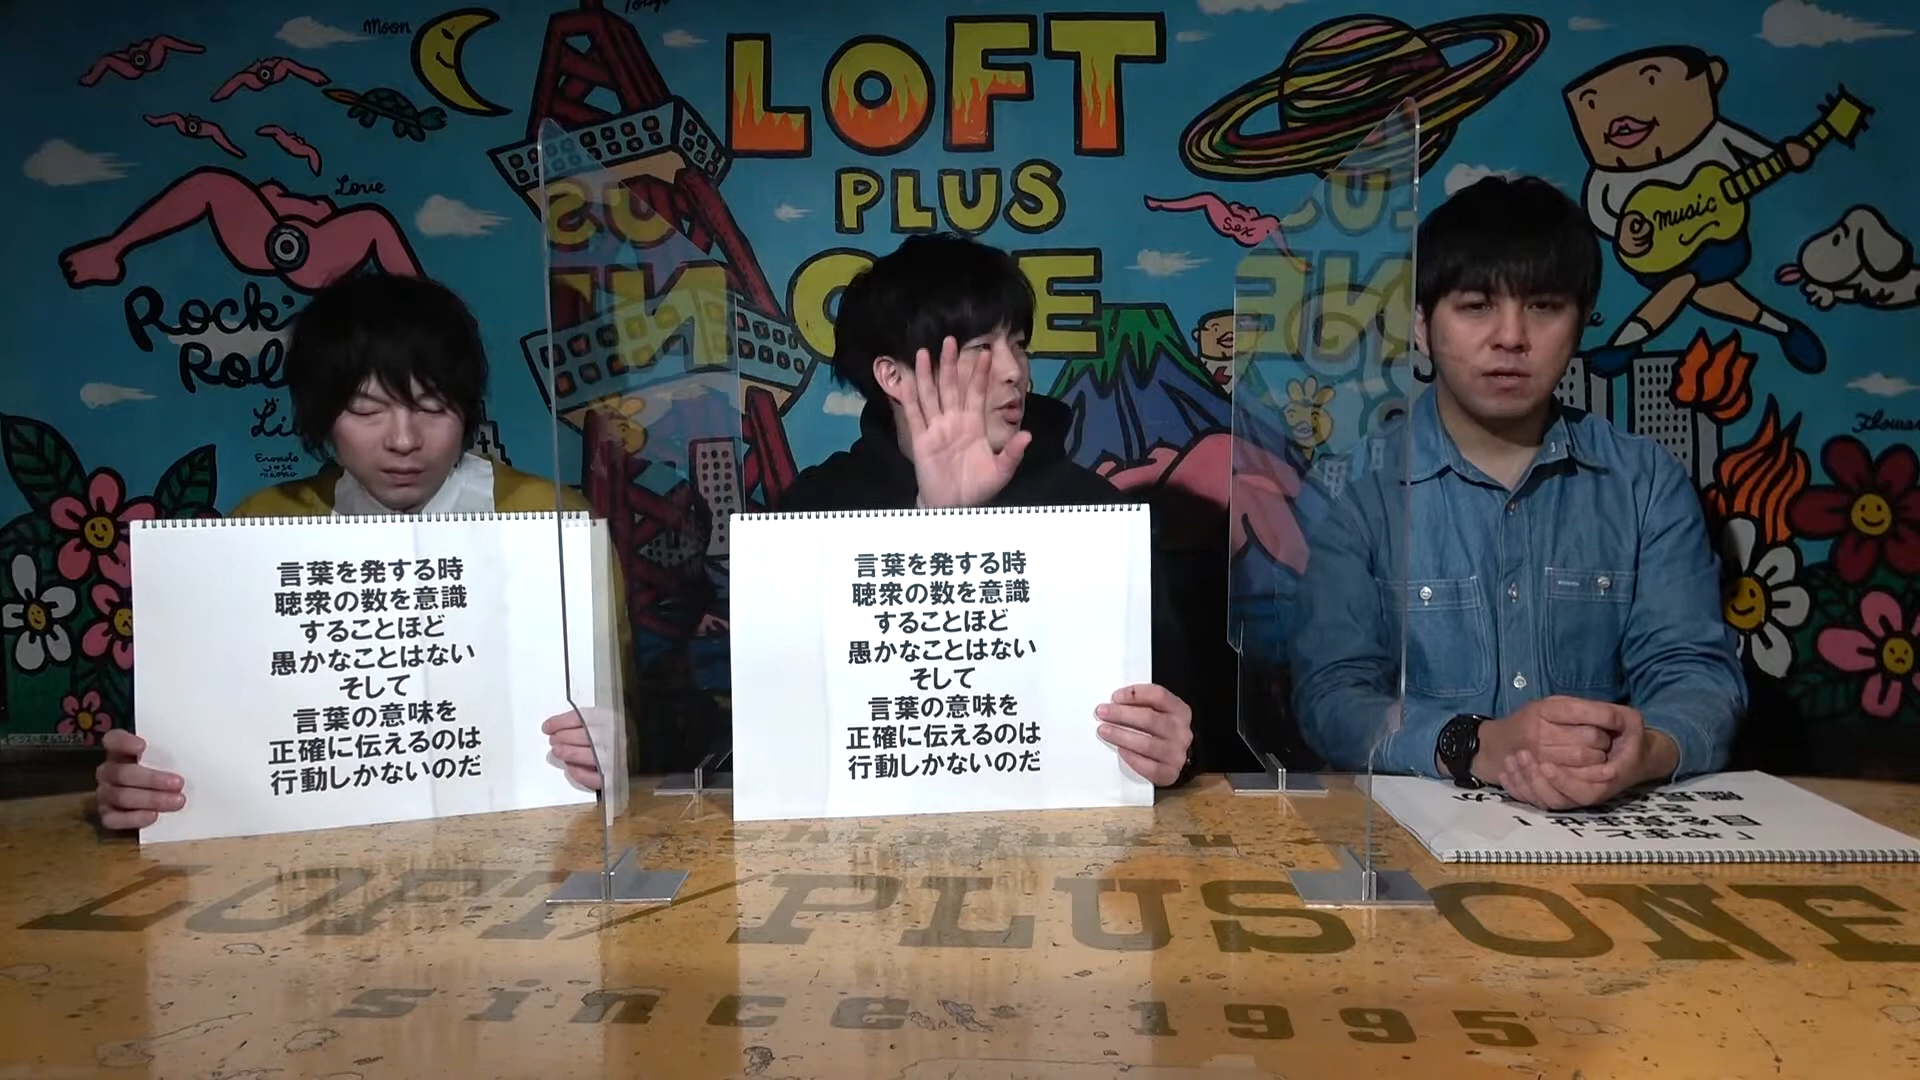 Moon
LOFT
PLUS
ONE
Love
Rock'n
Roll
Sex
music
言葉を発する時
聴衆の数を意識
することほど
愚かなことはない
そして
言葉の意味を
正確に伝えるのは
行動しかないのだ
言葉を発する時
聴衆の数を意識
することほど
愚かなことはない
そして
言葉の意味を
正確に伝えるのは
行動しかないのだ
LOFT/PLUS ONE
since 1995